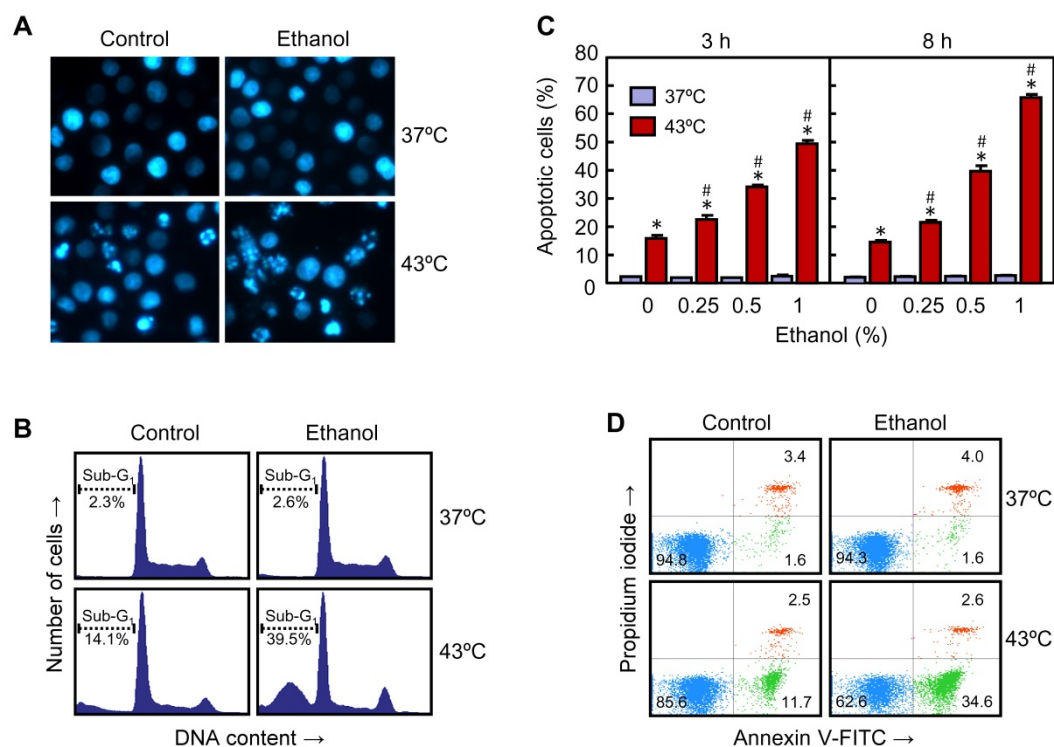 A
Control Ethanol
37ºC
43ºC
B
Control Ethanol
Number of cells →
Sub-G1
2.3%
Sub-G1
2.6%
37ºC
Sub-G1
14.1%
Sub-G1
39.5%
43ºC
DNA content →
C
3 h 8 h
Apoptotic cells (%)
80
70
60
50
40
30
20
10
0
37ºC
43ºC
*
#
*
#
*
#
*
*
#
*
#
*
#
*
0 0.25 0.5 1 0 0.25 0.5 1
Ethanol (%)
D
Control Ethanol
Propidium iodide →
3.4 4.0
37ºC
94.8 1.6 94.3 1.6
2.5 2.6
43ºC
85.6 11.7 62.6 34.6
Annexin V-FITC →